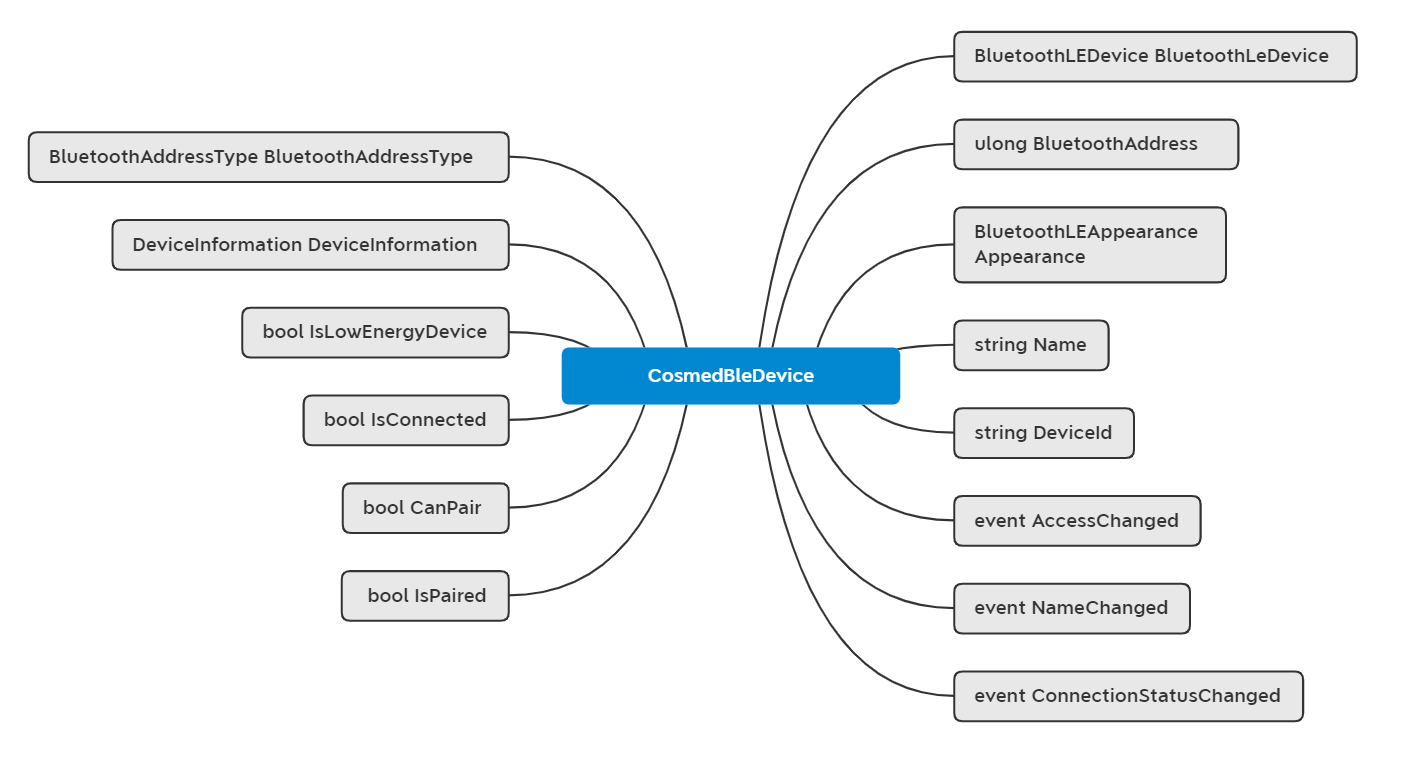 BluetoothLEDevice BluetoothLeDevice
ulong BluetoothAddress
BluetoothAddressType BluetoothAddressType
BluetoothLEAppearance
Appearance
DeviceInformation DeviceInformation
bool IsLowEnergyDevice
string Name
CosmedBleDevice
bool IsConnected
string DeviceId
bool CanPair
event AccessChanged
bool IsPaired
event NameChanged
event ConnectionStatusChanged